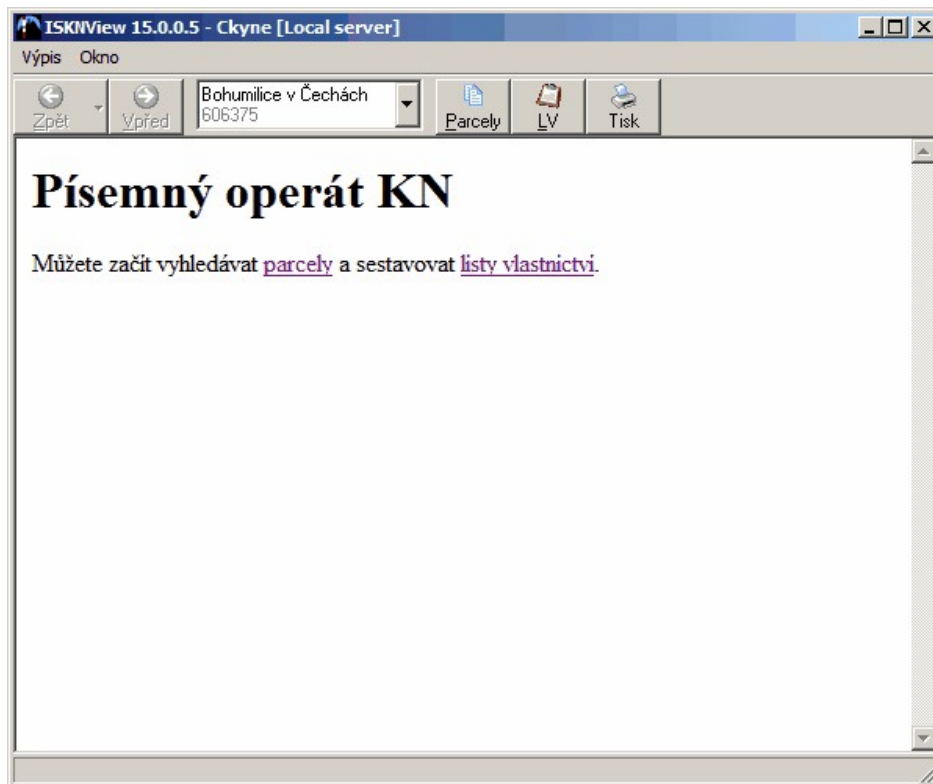 ISKNView 15.0.0.5 - Ckyne [Local server]
Výpis Okno
Zpět Vpřed Bohumilice v Čechách 606375 Parcely LV Tisk
Písemný operát KN
Můžete začít vyhledávat parcely a sestavovat listy vlastnictví.